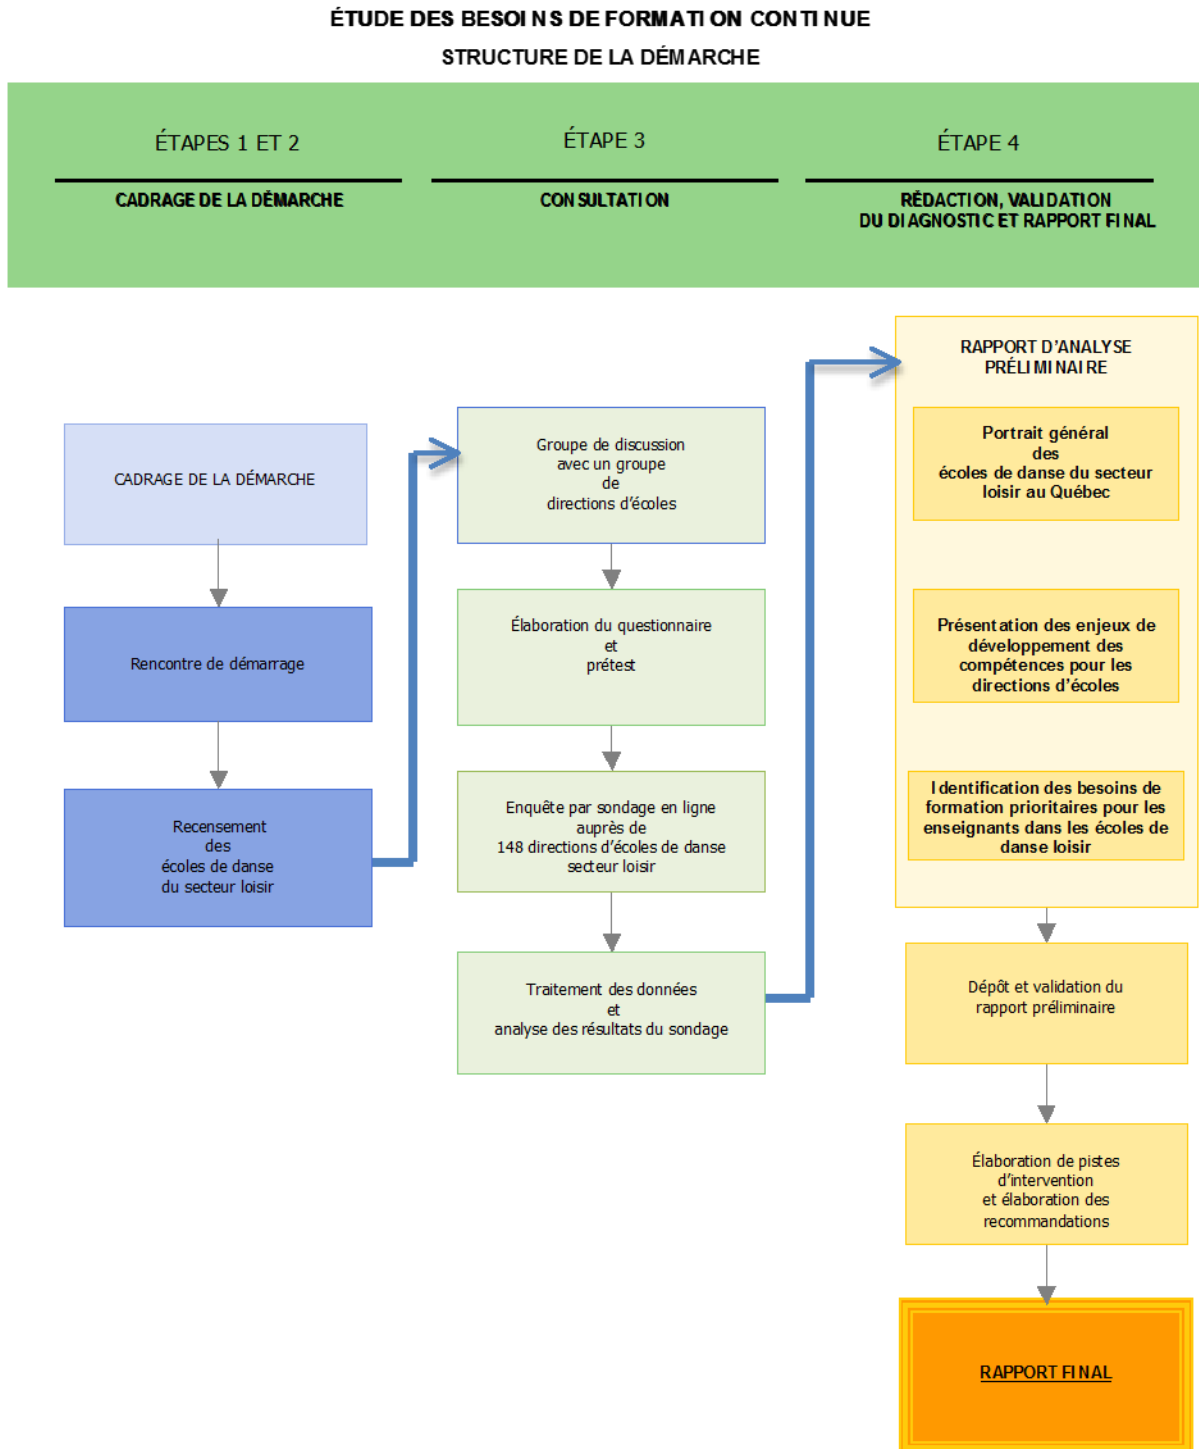 ÉTUDE DES BESOINS DE FORMATION CONTINUE
STRUCTURE DE LA DÉMARCHE
ÉTAPES 1 ET 2
CADRAGE DE LA DÉMARCHE
ÉTAPE 3
CONSULTATION
ÉTAPE 4
RÉDACTION, VALIDATION
DU DIAGNOSTIC ET RAPPORT FINAL
CADRAGE DE LA DÉMARCHE
Rencontre de démarrage
Recensement
des
écoles de danse
du secteur loisir
Groupe de discussion
avec un groupe
de
directions d'écoles
Élaboration du questionnaire
et
prétest
Enquête par sondage en ligne
auprès de
148 directions d'écoles de danse
secteur loisir
Traitement des données
et
analyse des résultats du sondage
RAPPORT D'ANALYSE
PRÉLIMINAIRE
Portrait général
des
écoles de danse du secteur
loisir au Québec
Présentation des enjeux de
développement des
compétences pour les
directions d'écoles
Identification des besoins de
formation prioritaires pour les
enseignants dans les écoles de
danse loisir
Dépôt et validation du
rapport préliminaire
Élaboration de pistes
d'intervention
et élaboration des
recommandations
RAPPORT FINAL